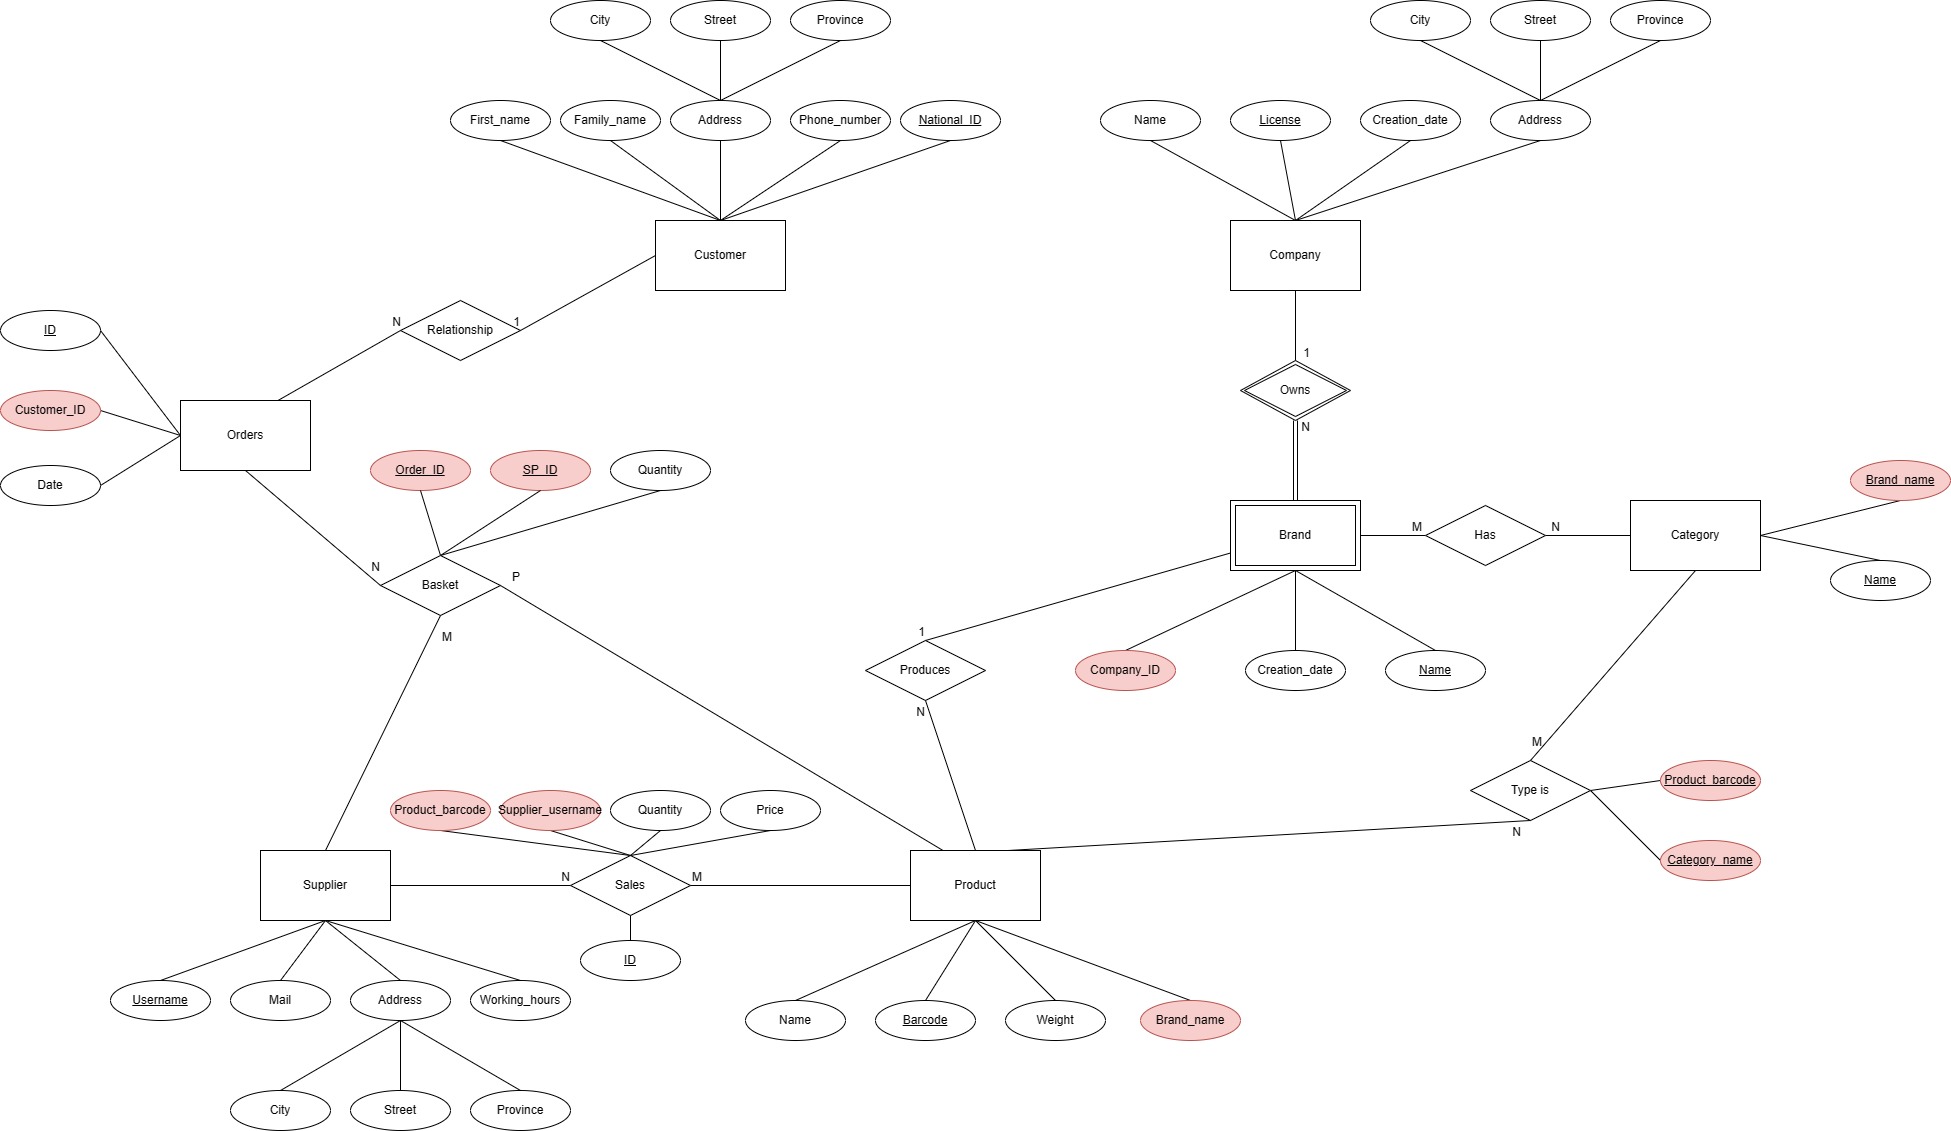 City
Street
Province
City
Street
Province
First_name
Family_name
Address
Phone_number
National_ID
Name
License
Creation_date
Address
Customer
Company
N
Relationship
1
ID
1
Owns
N
Customer_ID
Orders
Date
Order_ID
SP_ID
Quantity
Brand_name
Brand
M
Has
N
Category
Name
N
Basket
P
M
1
Produces
N
Company_ID
Creation_date
Name
M
Type is
N
Product_barcode
Category_name
Product_barcode
Supplier_username
Quantity
Price
Supplier
N
Sales
M
Product
ID
Username
Mail
Address
Working_hours
Name
Barcode
Weight
Brand_name
City
Street
Province